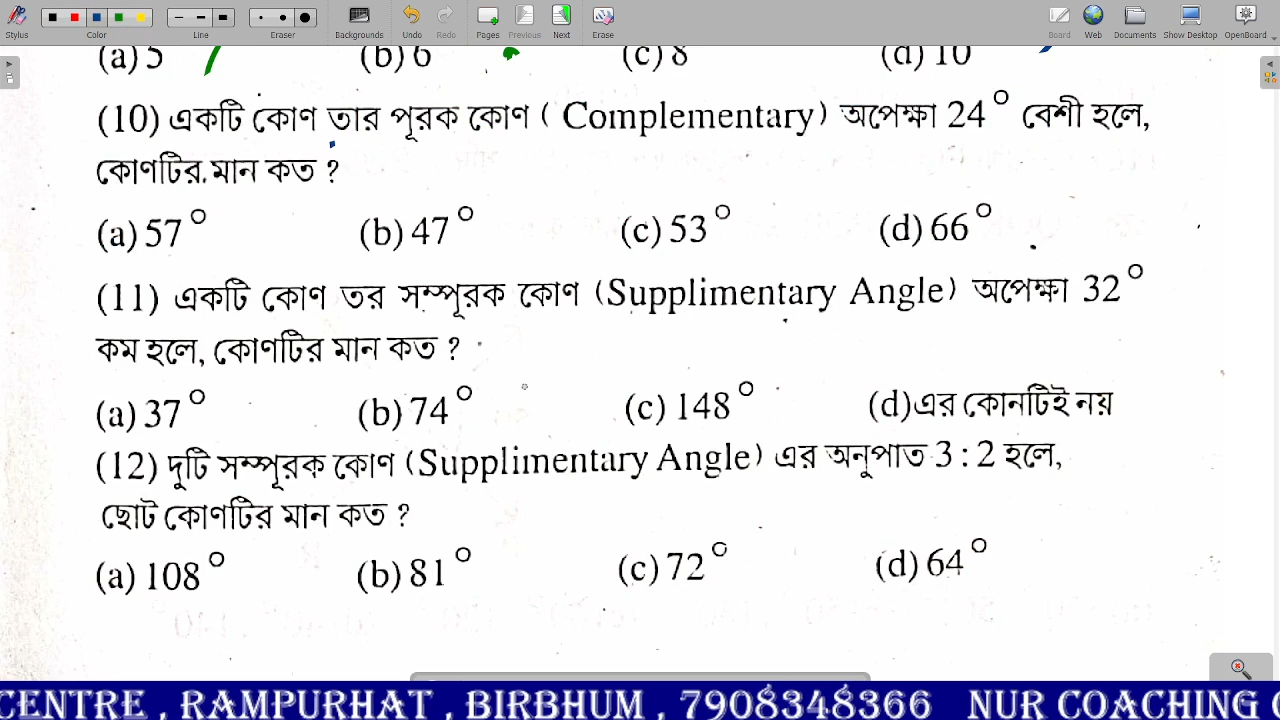 Stylus Color Line Eraser Backgrounds Undo Redo Pages Previous Next Erase Board Web Documents Show Desktop OpenBoard
(a) 5 (b) 6 (c) 8 (d) 10
(10) একটি কোণ তার পূরক কোণ ( Complementary) অপেক্ষা 24° বেশী হলে,
কোণটির মান কত ?
(a) 57° (b) 47° (c) 53° (d) 66°
(11) একটি কোণ তর সম্পূরক কোণ (Supplimentary Angle) অপেক্ষা 32°
কম হলে, কোণটির মান কত ?
(a) 37° (b) 74° (c) 148° (d) এর কোনটিই নয়
(12) দুটি সম্পূরক কোণ (Supplimentary Angle) এর অনুপাত 3 : 2 হলে,
ছোট কোণটির মান কত ?
(a) 108° (b) 81° (c) 72° (d) 64°
CENTRE , RAMPURHAT , BIRBHUM , 7908348366 NUR COACHING